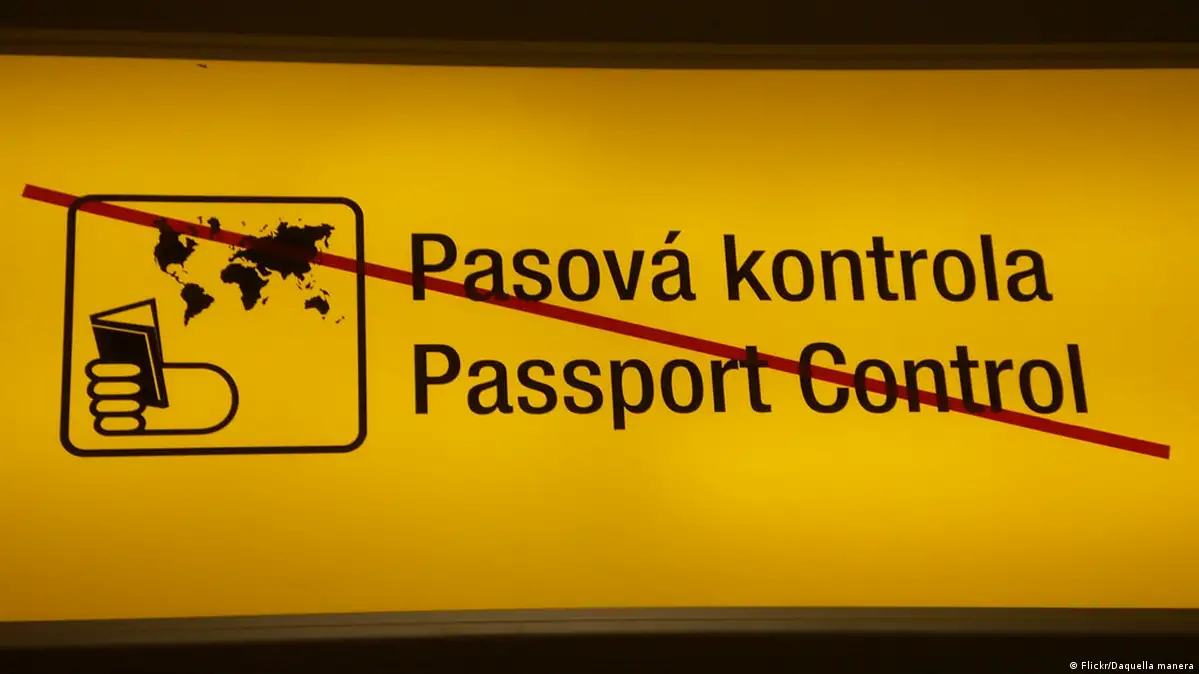 Pasová kontrola
Passport Control
© Flickr/Daquella manera